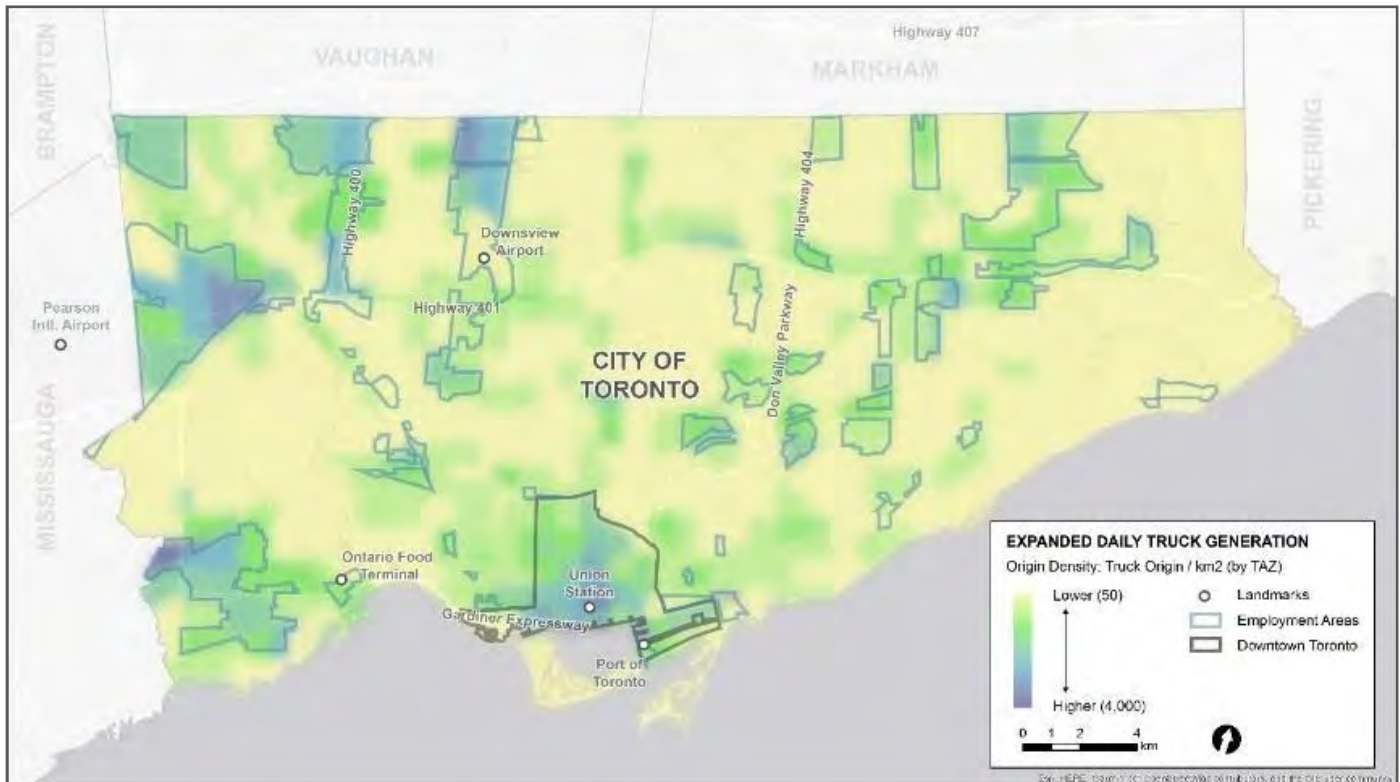 Highway 407
BRAMPTON
VAUGHAN
MARKHAM
PICKERING
Highway 400
Highway 404
Downsview
Airport
Pearson
Intl. Airport
Highway 401
CITY OF
TORONTO
Don Valley Parkway
MISSISSAUGA
Ontario Food
Terminal
Union
Station
Gardiner Expressway
Port of
Toronto
EXPANDED DAILY TRUCK GENERATION
Origin Density: Truck Origin / km2 (by TAZ)
Lower (50)
Higher (4,000)
Landmarks
Employment Areas
Downtown Toronto
0 1 2 4
km